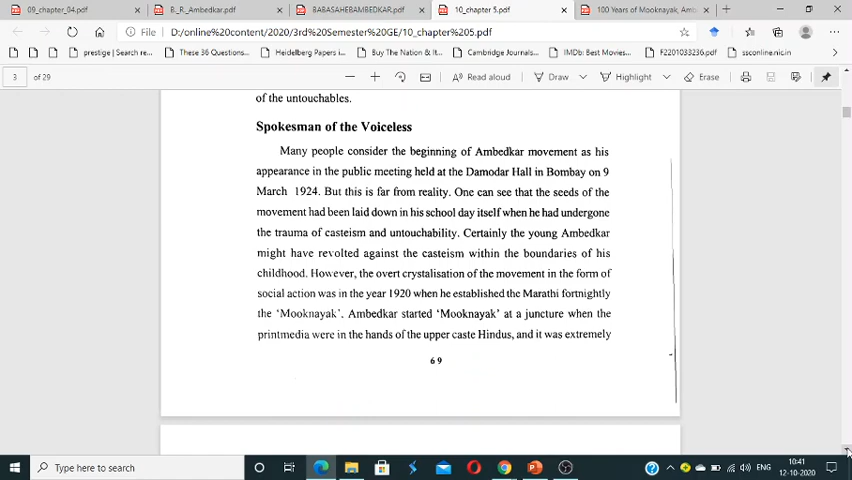 09_chapter_04.pdf
B_R_Ambedkar.pdf
BABASAHEBAMBEDKAR.pdf
10_chapter 5.pdf
100 Years of Mooknayak, Amb
File
D:/online%20content/2020/3rd%20Semester%20GE/10_chapter%205.pdf
prestige | Search Onl...
These 36 Questions...
Heidelberg Papers i...
Buy The Nation & It...
Cambridge Journals...
IMDb: Best Movies...
F2201033236.pdf
ssconline.nic.in
3 of 29
Read aloud
Draw
Highlight
Erase
of the untouchables.
Spokesman of the Voiceless
Many people consider the beginning of Ambedkar movement as his
appearance in the public meeting held at the Damodar Hall in Bombay on 9
March 1924. But this is far from reality. One can see that the seeds of the
movement had been laid down in his school day itself when he had undergone
the trauma of casteism and untouchability. Certainly the young Ambedkar
might have revolted against the casteism within the boundaries of his
childhood. However, the overt crystalisation of the movement in the form of
social action was in the year 1920 when he established the Marathi fortnightly
the ‘Mooknayak’. Ambedkar started ‘Mooknayak’ at a juncture when the
printmedia were in the hands of the upper caste Hindus, and it was extremely
69
Type here to search
ENG
10:41
12-10-2020